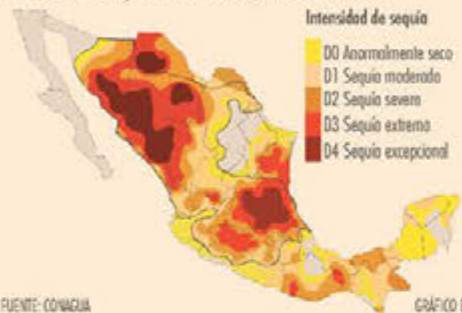 Intensidad de sequía
D0 Anormalmente seco
D1 Sequía moderada
D2 Sequía severa
D3 Sequía extrema
D4 Sequía excepcional
FUENTE: CONAGUA
GRÁFICO